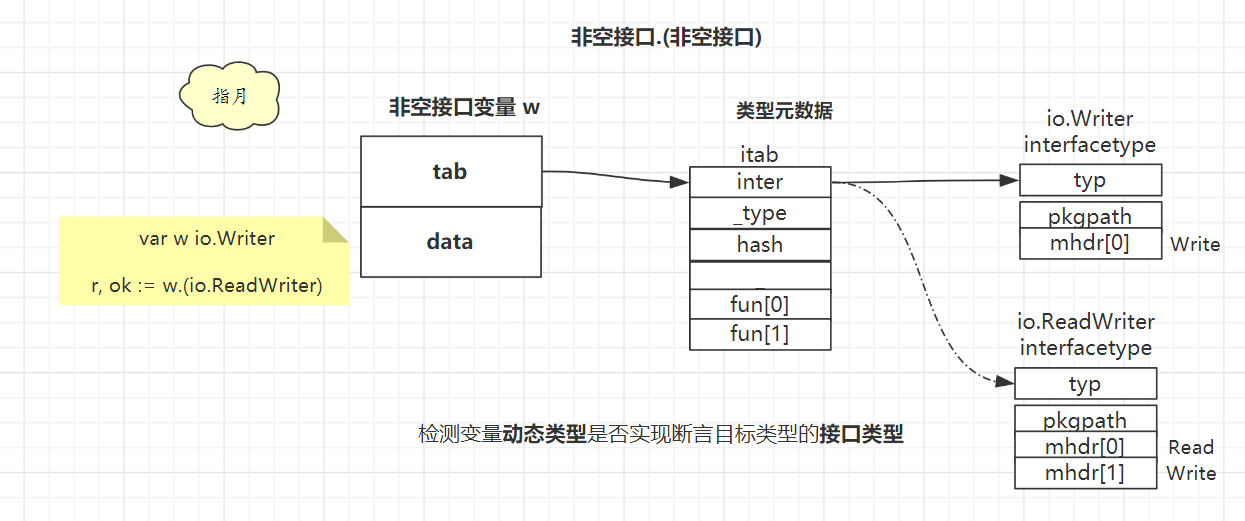 非空接口.(非空接口)
指月
非空接口变量 w
tab
data
var w io.Writer
r, ok := w.(io.ReadWriter)
类型元数据
itab
inter
_type
hash
_
fun[0]
fun[1]
io.Writer
interfacetype
typ
pkgpath
mhdr[0] Write
io.ReadWriter
interfacetype
typ
pkgpath
mhdr[0] Read
mhdr[1] Write
检测变量动态类型是否实现断言目标类型的接口类型